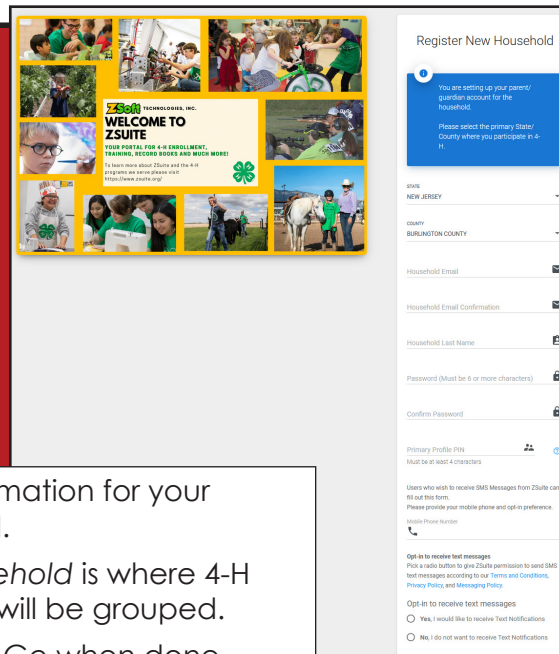 ZSoft TECHNOLOGIES, INC.
WELCOME TO
ZSUITE
YOUR PORTAL FOR 4-H ENROLLMENT,
TRAINING, RECORD BOOKS AND MUCH MORE!
To learn more about ZSuite and the 4-H
programs we serve please visit
https://www.zsuite.org/
Register New Household
You are setting up your parent/
guardian account for the
household.
Please select the primary State/
County where you participate in 4-
H.
STATE
NEW JERSEY
COUNTY
BURLINGTON COUNTY
Household Email
Household Email Confirmation
Household Last Name
Password (Must be 6 or more characters)
Confirm Password
Primary Profile PIN
Must be at least 4 characters
Users who wish to receive SMS Messages from ZSuite can
fill out this form.
Please provide your mobile phone and opt-in preference.
Mobile Phone Number
Opt-in to receive text messages
Pick a radio button to give ZSuite permission to send SMS
text messages according to our Terms and Conditions,
Privacy Policy, and Messaging Policy.
Opt-in to receive text messages
Yes, I would like to receive Text Notifications
No, I do not want to receive Text Notifications
mation for your
ehold is where 4-H
will be grouped.
Go when done